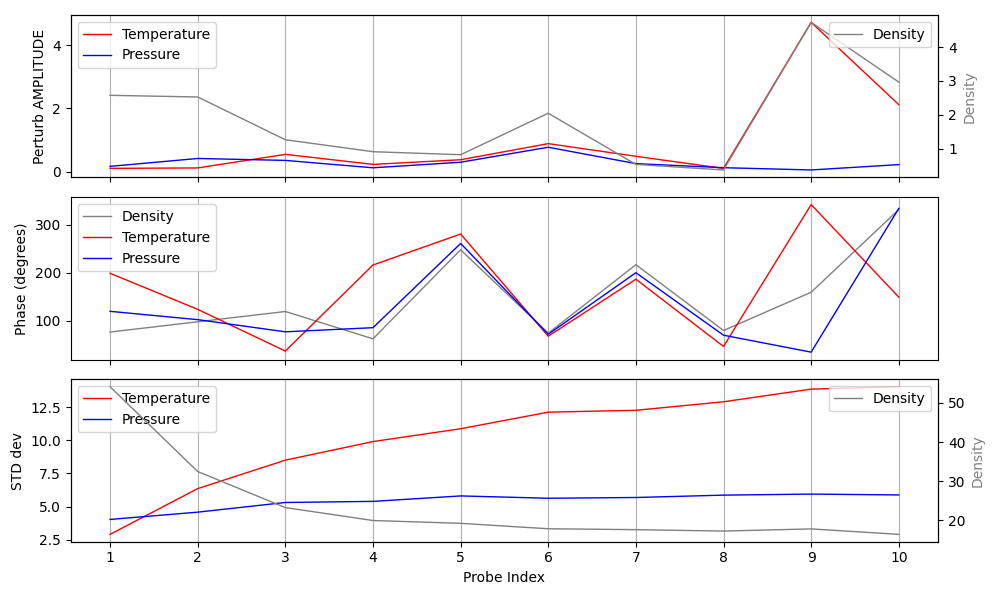 Perturb AMPLITUDE
4
2
0
Temperature
Pressure
Density
4
3
2
1
Density
Phase (degrees)
300
200
100
Density
Temperature
Pressure
STD dev
12.5
10.0
7.5
5.0
2.5
Temperature
Pressure
Density
50
40
30
20
Density
1 2 3 4 5 6 7 8 9 10
Probe Index